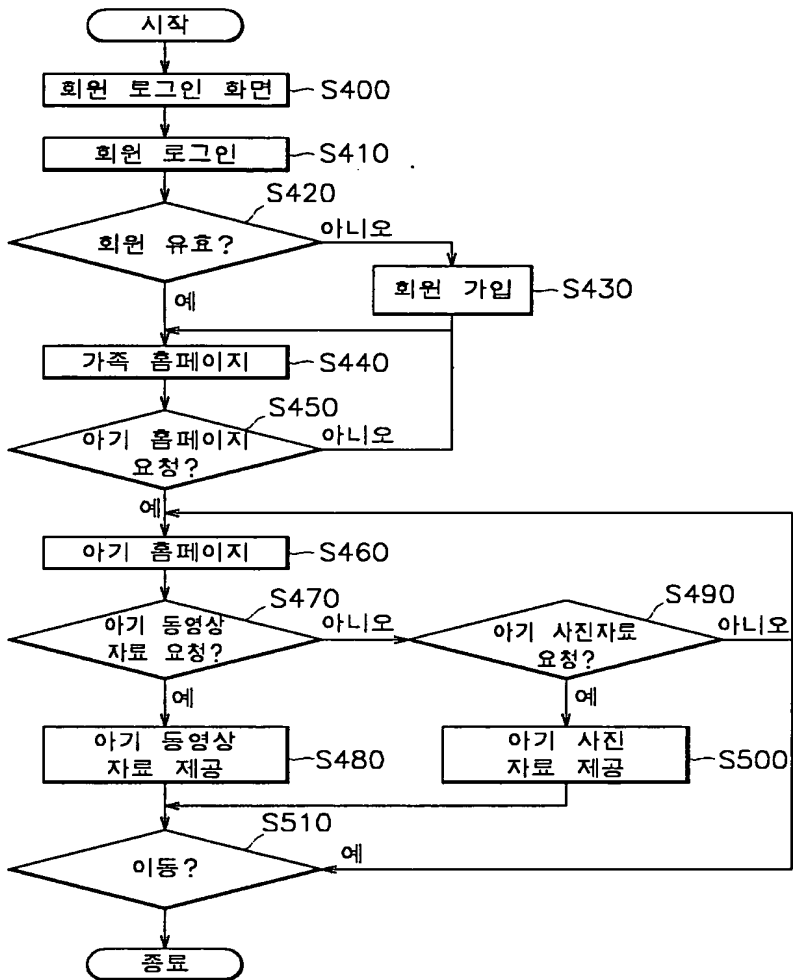 시작
회원 로그인 화면 S400
회원 로그인 S410
S420
회원 유효? 아니오
예
회원 가입 S430
가족 홈페이지 S440
S450
아기 홈페이지 아니오
요청?
예
아기 홈페이지 S460
S470
아기 동영상
자료 요청?
아니오
S490
아기 사진자료
요청?
아니오
예
예
아기 동영상
자료 제공
S480
아기 사진
자료 제공
S500
S510
이동? 예
종료